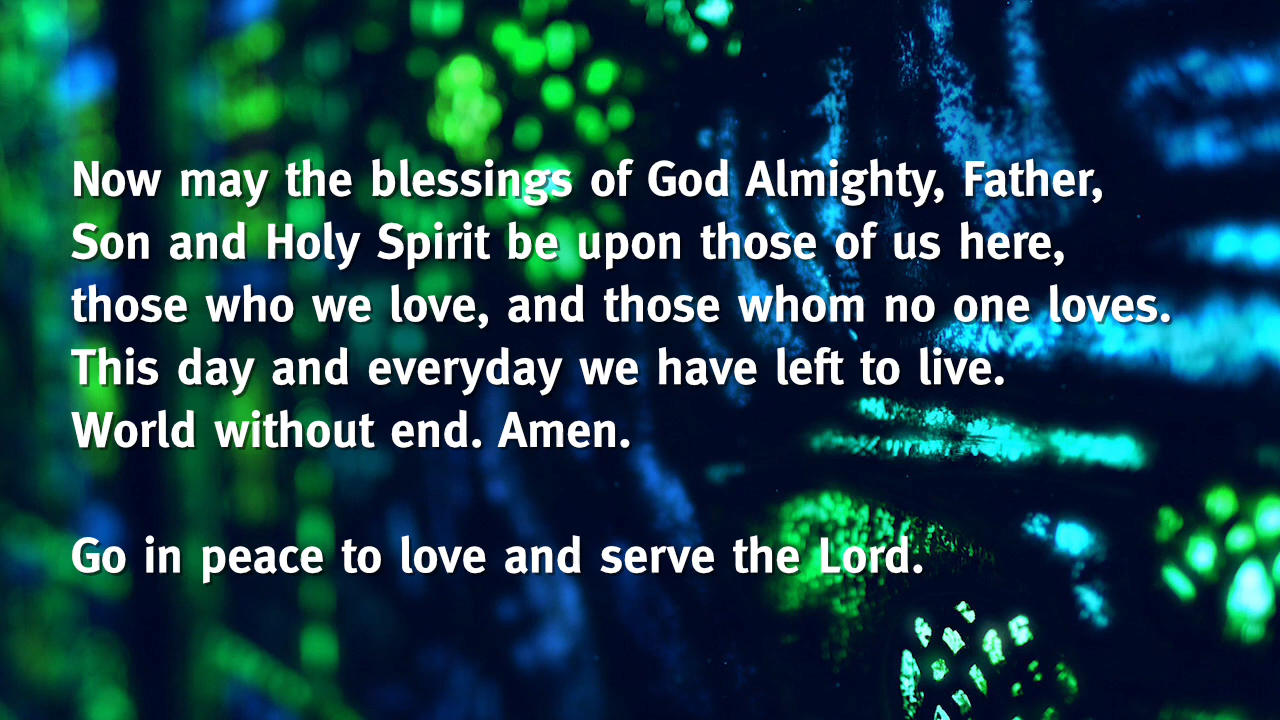 Now may the blessings of God Almighty, Father,
Son and Holy Spirit be upon those of us here,
those who we love, and those whom no one loves.
This day and everyday we have left to live.
World without end. Amen.
Go in peace to love and serve the Lord.